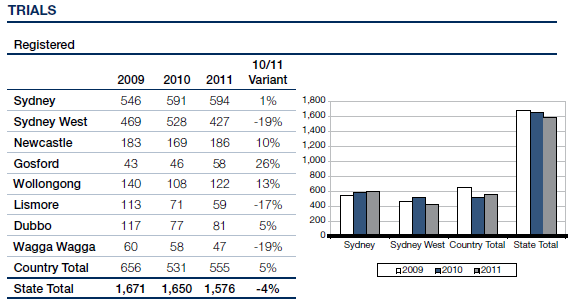 TRIALS
Registered
10/11
2009 2010 2011 Variant
Sydney 546 591 594 1%
Sydney West 469 528 427 -19%
Newcastle 183 169 186 10%
Gosford 43 46 58 26%
Wollongong 140 108 122 13%
Lismore 113 71 59 -17%
Dubbo 117 77 81 5%
Wagga Wagga 60 58 47 -19%
Country Total 656 531 555 5%
State Total 1,671 1,650 1,576 -4%
1,800
1,600
1,400
1,200
1,000
800
600
400
200
0
Sydney Sydney West Country Total State Total
2009 2010 2011